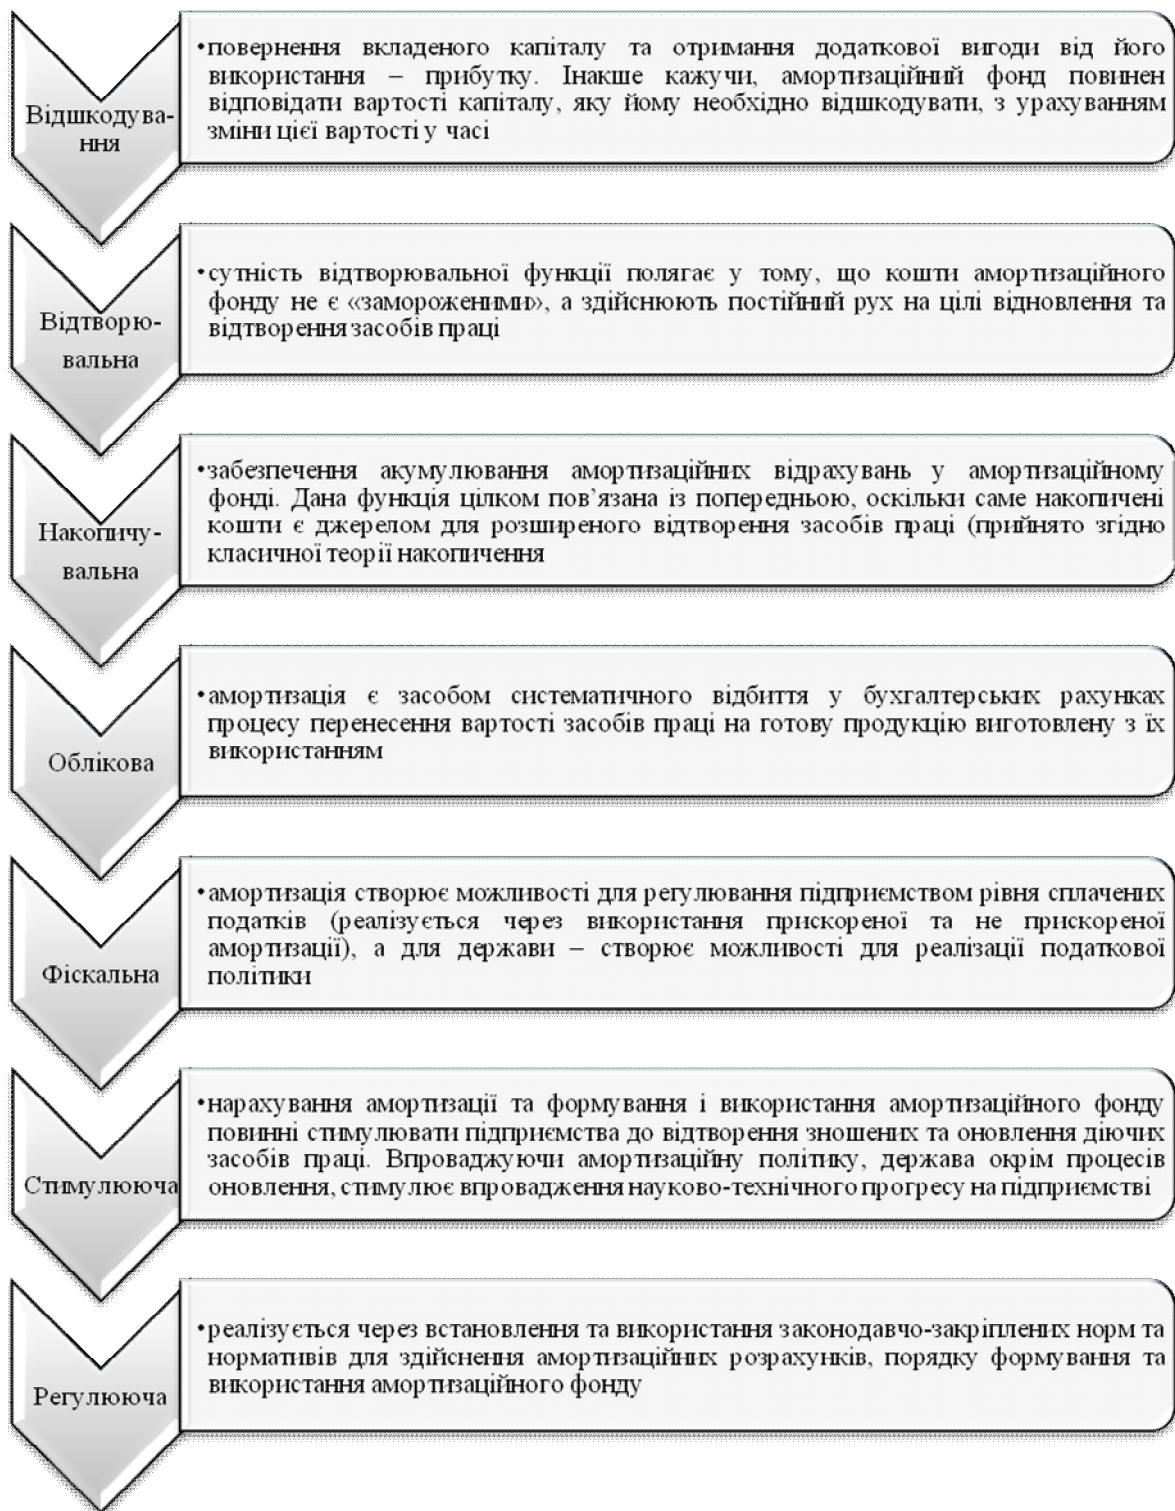 Відшкодува-
ння
•повернення вкладеного капіталу та отримання додаткової вигоди від його
використання – прибутку. Інакше кажучи, амортизаційний фонд повинен
відповідати вартості капіталу, яку йому необхідно відшкодувати, з урахуванням
зміни цієї вартості у часі
Відтворю-
вальна
•сутність відтворювальної функції полягає у тому, що кошти амортизаційного
фонду не є «замороженими», а здійснюють постійний рух на цілі відновлення та
відтворення засобів праці
Накопичу-
вальна
•забезпечення акумулювання амортизаційних відрахувань у амортизаційному
фонді. Дана функція цілком пов’язана із попередньою, оскільки саме накопичені
кошти є джерелом для розширеного відтворення засобів праці (прийнято згідно
класичної теорії накопичення
Облікова
•амортизація є засобом систематичного відбиття у бухгалтерських рахунках
процесу перенесення вартості засобів праці на готову продукцію виготовлену з їх
використанням
Фіскальна
•амортизація створює можливості для регулювання підприємством рівня сплачених
податків (реалізується через використання прискореної та не прискореної
амортизації), а для держави – створює можливості для реалізації податкової
політики
Стимулююча
•нарахування амортизації та формування і використання амортизаційного фонду
повинні стимулювати підприємства до відтворення зношених та оновлення діючих
засобів праці. Впроваджуючи амортизаційну політику, держава окрім процесів
оновлення, стимулює впровадження науково-технічного прогресу на підприємстві
Регулююча
•реалізується через встановлення та використання законодавчо-закріплених норм та
нормативів для здійснення амортизаційних розрахунків, порядку формування та
використання амортизаційного фонду